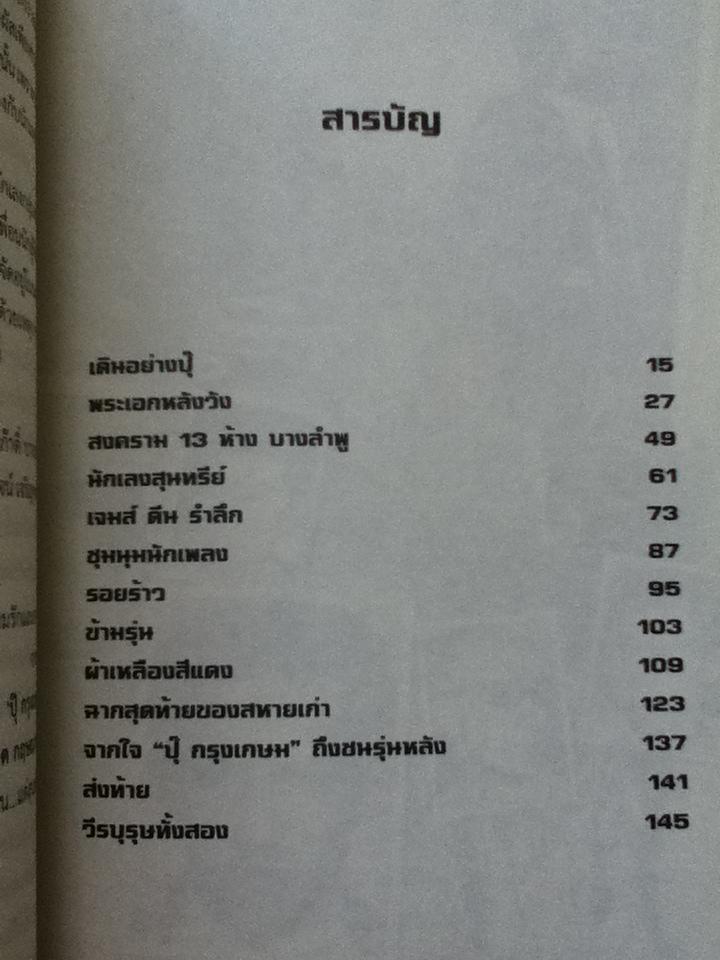 สารบัญ
เดินอย่างปุ๊ 15
พระเอกหลังวัง 27
สงคราม 13 ห้าง บางลำพู 49
นักเลงสุนทรีย์ 61
เจมส์ ดีน รำลึก 73
ชุมนุมนักเพลง 87
รอยร้าว 95
ข้ามรุ่น 103
ผ้าเหลืองสีแดง 109
ฉากสุดท้ายของสหายเก่า 123
จากใจ “ปุ๊ กรุงเกษม” ถึงชนรุ่นหลัง 137
ส่งท้าย 141
วีรบุรุษทั้งสอง 145